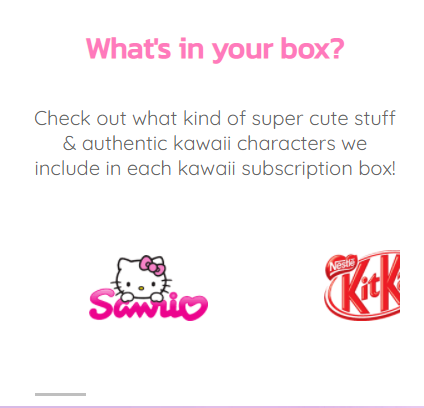 What's in your box?
Check out what kind of super cute stuff
& authentic kawaii characters we
include in each kawaii subscription box!
Sanrio
Nestle
KitK